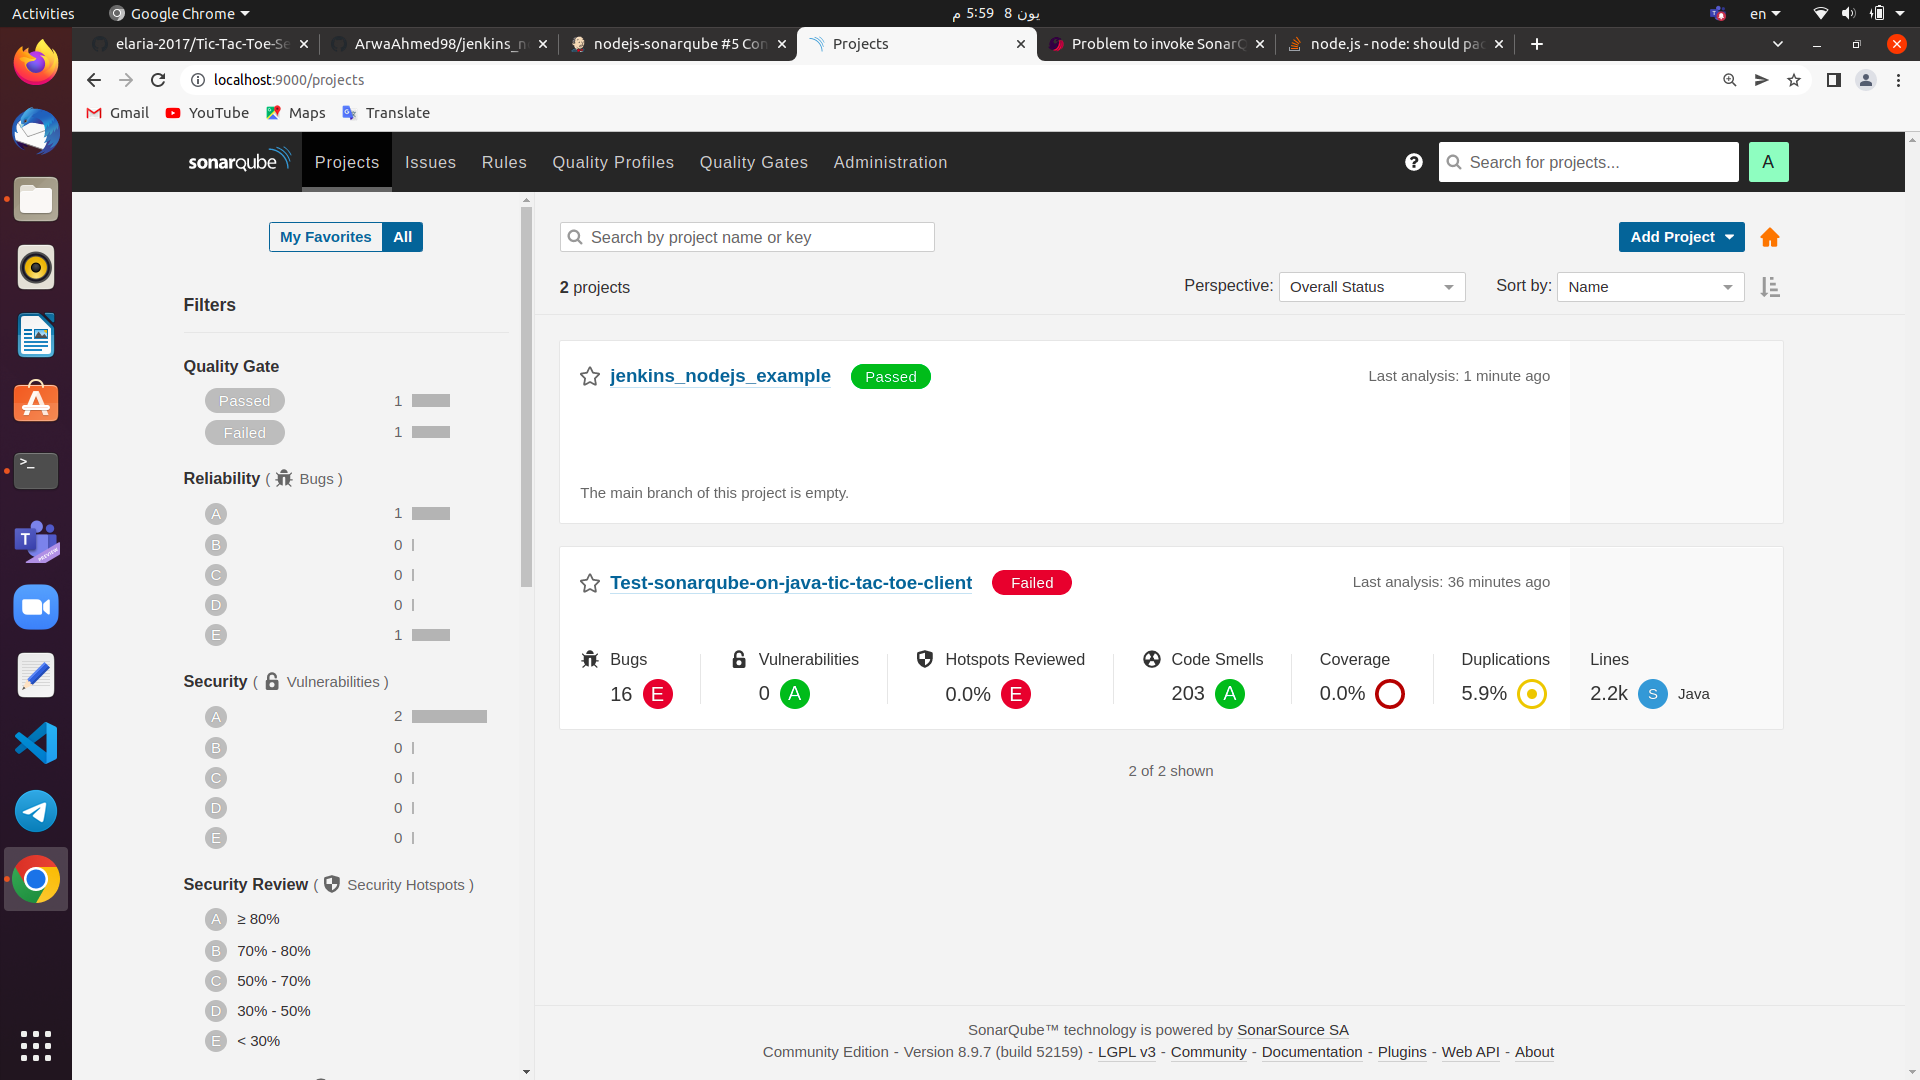 Activities
Google Chrome
يون 8  5:59 م
en
elaria-2017/Tic-Tac-Toe-Se
ArwaAhmed98/jenkins_n
nodejs-sonarqube #5 Con
Projects
Problem to invoke SonarQ
node.js - node: should pac
localhost:9000/projects
Gmail
YouTube
Maps
Translate
sonarqube
Projects
Issues
Rules
Quality Profiles
Quality Gates
Administration
Search for projects...
A
My Favorites
All
Search by project name or key
Add Project
2 projects
Perspective:
Overall Status
Sort by:
Name
Filters
Quality Gate
Passed 1
Failed 1
Reliability ( Bugs )
A 1
B 0
C 0
D 0
E 1
Security ( Vulnerabilities )
A 2
B 0
C 0
D 0
E 0
Security Review ( Security Hotspots )
A ≥ 80%
B 70% - 80%
C 50% - 70%
D 30% - 50%
E < 30%
jenkins_nodejs_example
Passed
Last analysis: 1 minute ago
The main branch of this project is empty.
Test-sonarqube-on-java-tic-tac-toe-client
Failed
Last analysis: 36 minutes ago
Bugs
16 E
Vulnerabilities
0 A
Hotspots Reviewed
0.0% E
Code Smells
203 A
Coverage
0.0%
Duplications
5.9%
Lines
2.2k S Java
2 of 2 shown
SonarQube™ technology is powered by SonarSource SA
Community Edition - Version 8.9.7 (build 52159) - LGPL v3 - Community - Documentation - Plugins - Web API - About